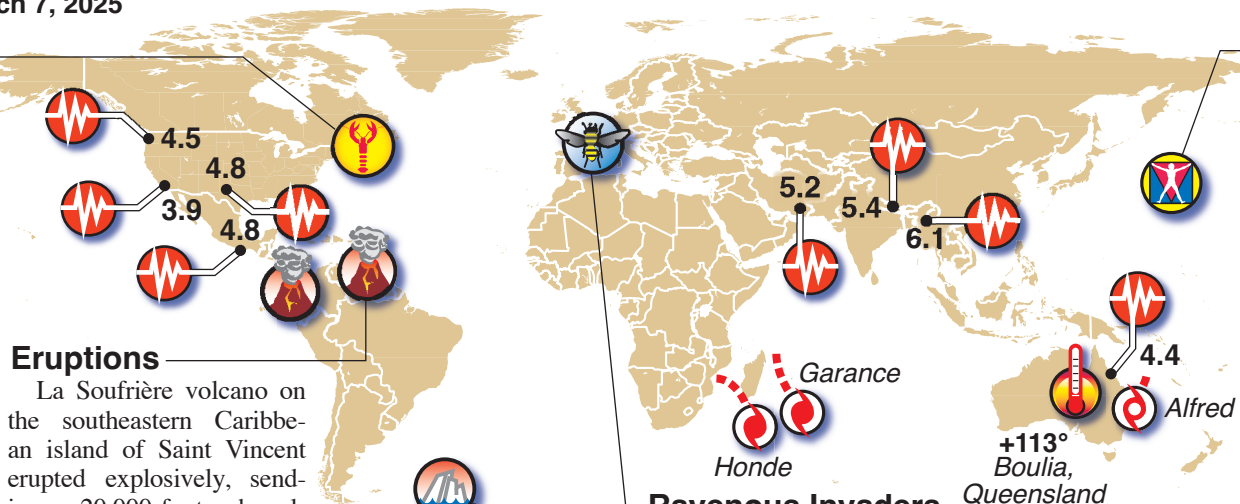 ch 7, 2025
4.5
4.8
3.9
4.8
5.2
5.4
6.1
4.4
Garance
Honde
Alfred
+113°
Boulia,
Queensland
Eruptions
La Soufrière volcano on
the southeastern Caribbe-
an island of Saint Vincent
erupted explosively, send-
20,000
Ravenous Invaders